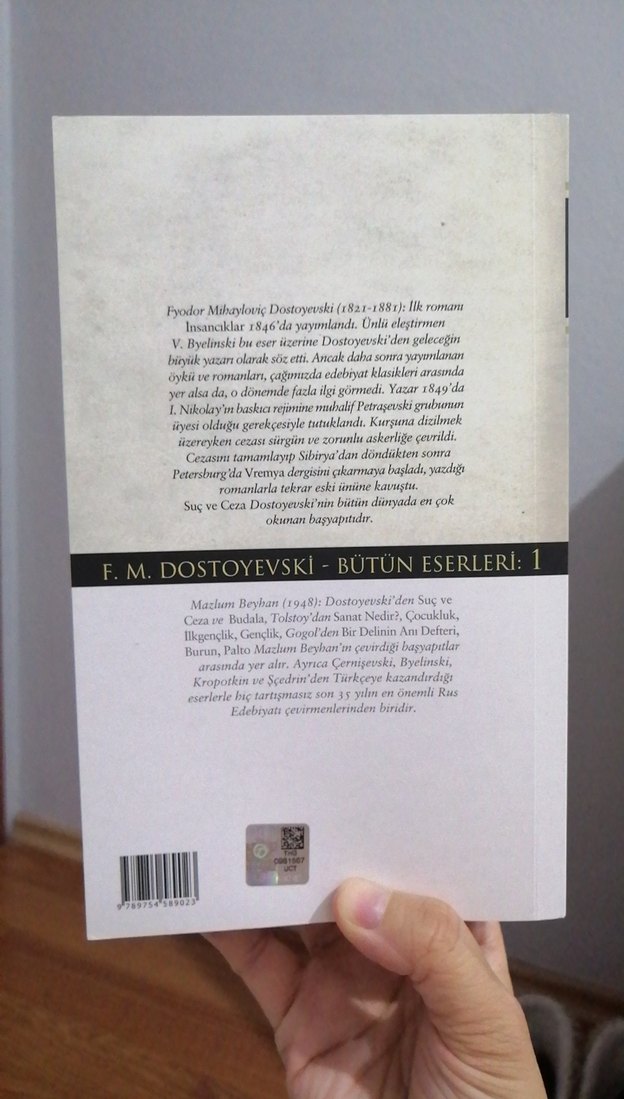 Fyodor Mihayloviç Dostoyevski (1821-1881): İlk romanı
İnsancıklar 1846'da yayımlandı. Ünlü eleştirmen
V. Byelinski bu eser üzerine Dostoyevski'den geleceğin
büyük yazarı olarak söz etti. Ancak daha sonra yayımlanan
öykü ve romanları, çağımızda edebiyat klasikleri arasında
yer alsa da, o dönemde fazla ilgi görmedi. Yazar 1849'da
I. Nikolay'ın baskıcı rejimine muhalif Petraşevski grubunun
üyesi olduğu gerekçesiyle tutuklandı. Kurşuna dizilmek
üzereyken cezası sürgün ve zorunlu askerliğe çevrildi.
Cezasını tamamlayıp Sibirya'dan döndükten sonra
Petersburg'da Vremya dergisini çıkarmaya başladı, yazdığı
romanlarla tekrar eski ününe kavuştu.
Suç ve Ceza Dostoyevski'nin bütün dünyada en çok
okunan başyapıtıdır.
F. M. DOSTOYEVSKİ - BÜTÜN ESERLERİ: 1
Mazlum Beyhan (1948): Dostoyevski'den Suç ve
Ceza ve Budala, Tolstoy'dan Sanat Nedir?, Çocukluk,
İlkgençlik, Gençlik, Gogol'den Bir Delinin Anı Defteri,
Burun, Palto Mazlum Beyhan'ın çevirdiği başyapıtlar
arasında yer alır. Ayrıca Çernişevski, Byelinski,
Kropotkin ve Şçedrin'den Türkçeye kazandırdığı
eserlerle hiç tartışmasız son 35 yılın en önemli Rus
Edebiyatı çevirmenlerinden biridir.
0981567
UCT
9 789754 589023